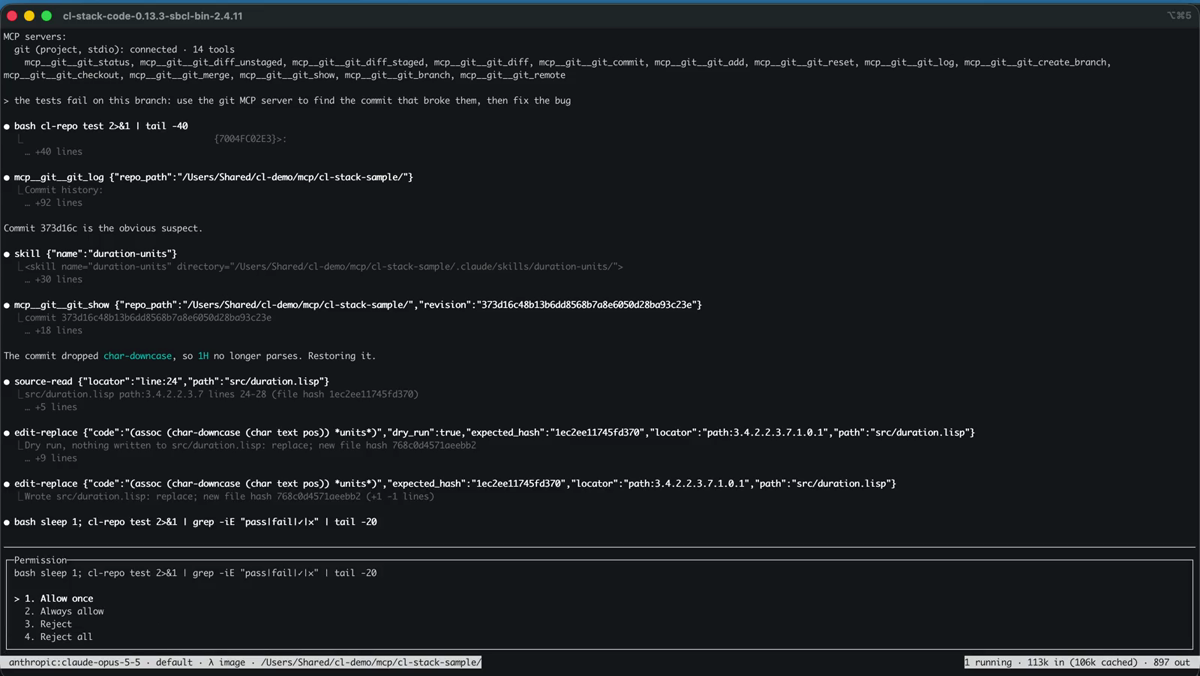 cl-stack-code-0.13.3-sbcl-bin-2.4.11
⌥⌘5
MCP servers:
git (project, stdio): connected · 14 tools
mcp__git__git_status, mcp__git__git_diff_unstaged, mcp__git__git_diff_staged, mcp__git__git_diff, mcp__git__git_commit, mcp__git__git_add, mcp__git__git_reset, mcp__git__git_log, mcp__git__git_create_branch,
mcp__git__git_checkout, mcp__git__git_merge, mcp__git__git_show, mcp__git__git_branch, mcp__git__git_remote
> the tests fail on this branch: use the git MCP server to find the commit that broke them, then fix the bug
● bash cl-repo test 2>&1 | tail -40
⎣ {7004FC02E3}>:
… +40 lines
● mcp__git__git_log {"repo_path":"/Users/Shared/cl-demo/mcp/cl-stack-sample/"}
⎣Commit history:
… +92 lines
Commit 373d16c is the obvious suspect.
● skill {"name":"duration-units"}
⎣<skill name="duration-units" directory="/Users/Shared/cl-demo/mcp/cl-stack-sample/.claude/skills/duration-units/">
… +30 lines
● mcp__git__git_show {"repo_path":"/Users/Shared/cl-demo/mcp/cl-stack-sample/","revision":"373d16c48b13b6dd8568b7a8e6050d28ba93c23e"}
⎣commit 373d16c48b13b6dd8568b7a8e6050d28ba93c23e
… +18 lines
The commit dropped char-downcase, so 1H no longer parses. Restoring it.
● source-read {"locator":"line:24","path":"src/duration.lisp"}
⎣src/duration.lisp path:3.4.2.2.3.7 lines 24-28 (file hash 1ec2ee11745fd370)
… +5 lines
● edit-replace {"code":"(assoc (char-downcase (char text pos)) *units*)","dry_run":true,"expected_hash":"1ec2ee11745fd370","locator":"path:3.4.2.2.3.7.1.0.1","path":"src/duration.lisp"}
⎣Dry run, nothing written to src/duration.lisp: replace; new file hash 768c0d4571aeebb2
… +9 lines
● edit-replace {"code":"(assoc (char-downcase (char text pos)) *units*)","expected_hash":"1ec2ee11745fd370","locator":"path:3.4.2.2.3.7.1.0.1","path":"src/duration.lisp"}
⎣Wrote src/duration.lisp: replace; new file hash 768c0d4571aeebb2 (+1 -1 lines)
● bash sleep 1; cl-repo test 2>&1 | grep -iE "pass|fail|✓|✗" | tail -20
Permission
bash sleep 1; cl-repo test 2>&1 | grep -iE "pass|fail|✓|✗" | tail -20
> 1. Allow once
2. Always allow
3. Reject
4. Reject all
anthropic:claude-opus-5-5 · default · λ image · /Users/Shared/cl-demo/mcp/cl-stack-sample/
1 running · 113k in (106k cached) · 897 out